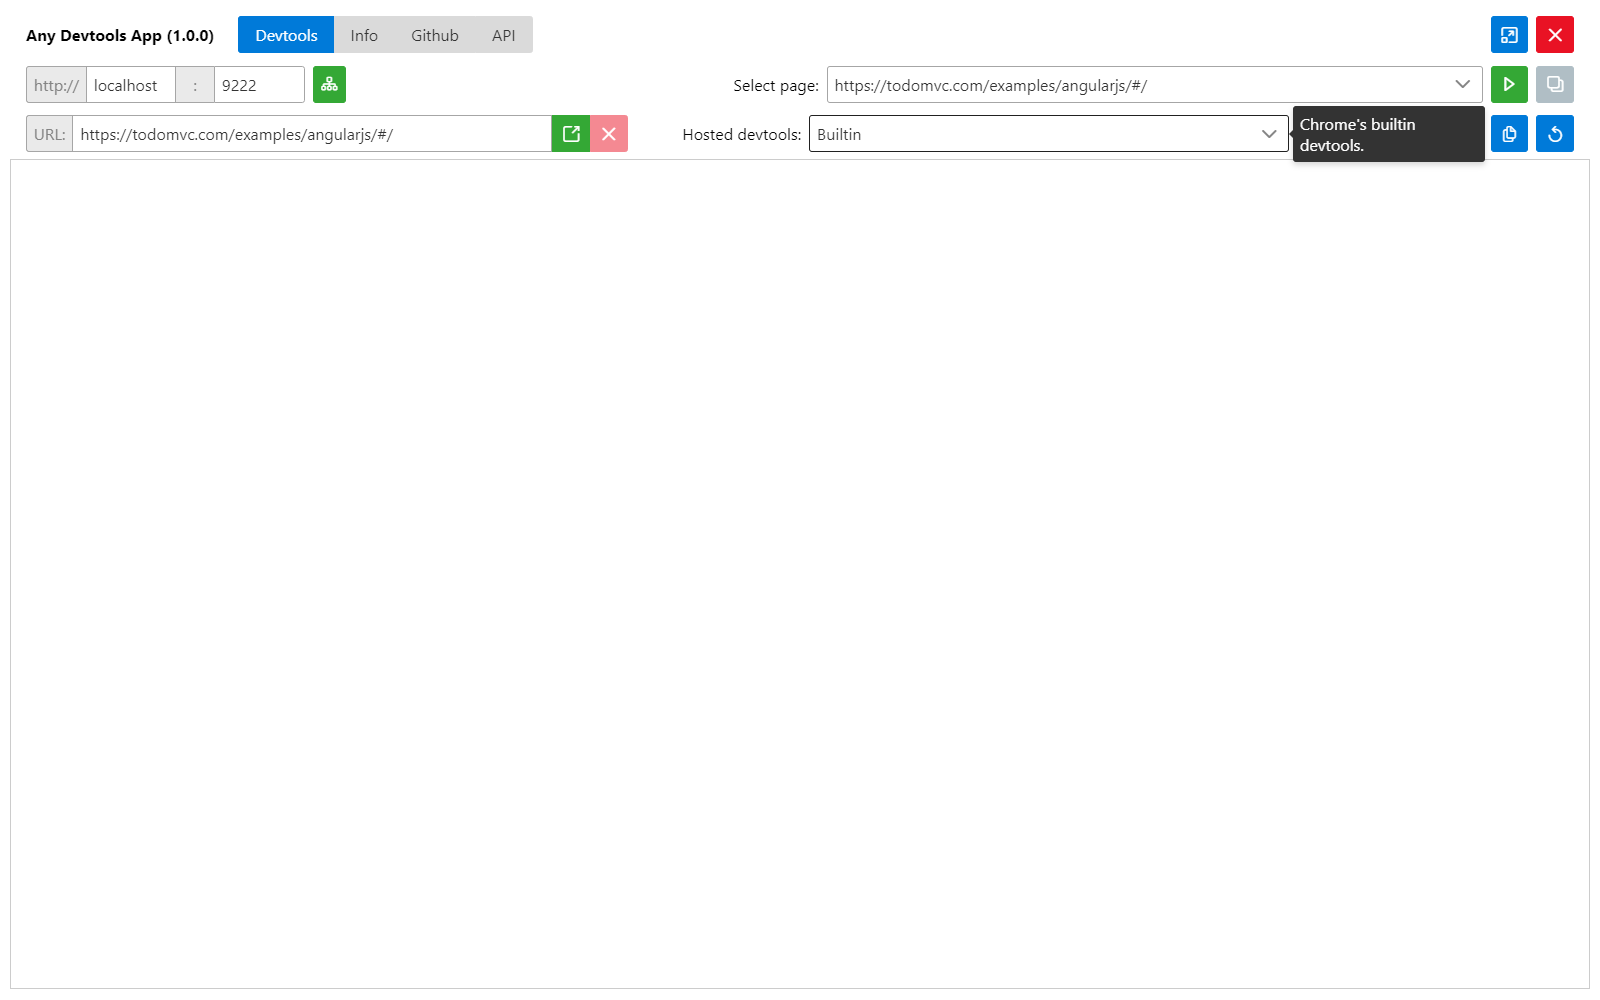 Any Devtools App (1.0.0) Devtools Info Github API
http:// localhost : 9222 Select page: https://todomvc.com/examples/angularjs/#/
URL: https://todomvc.com/examples/angularjs/#/ Hosted devtools: Builtin
Chrome's builtin
devtools.